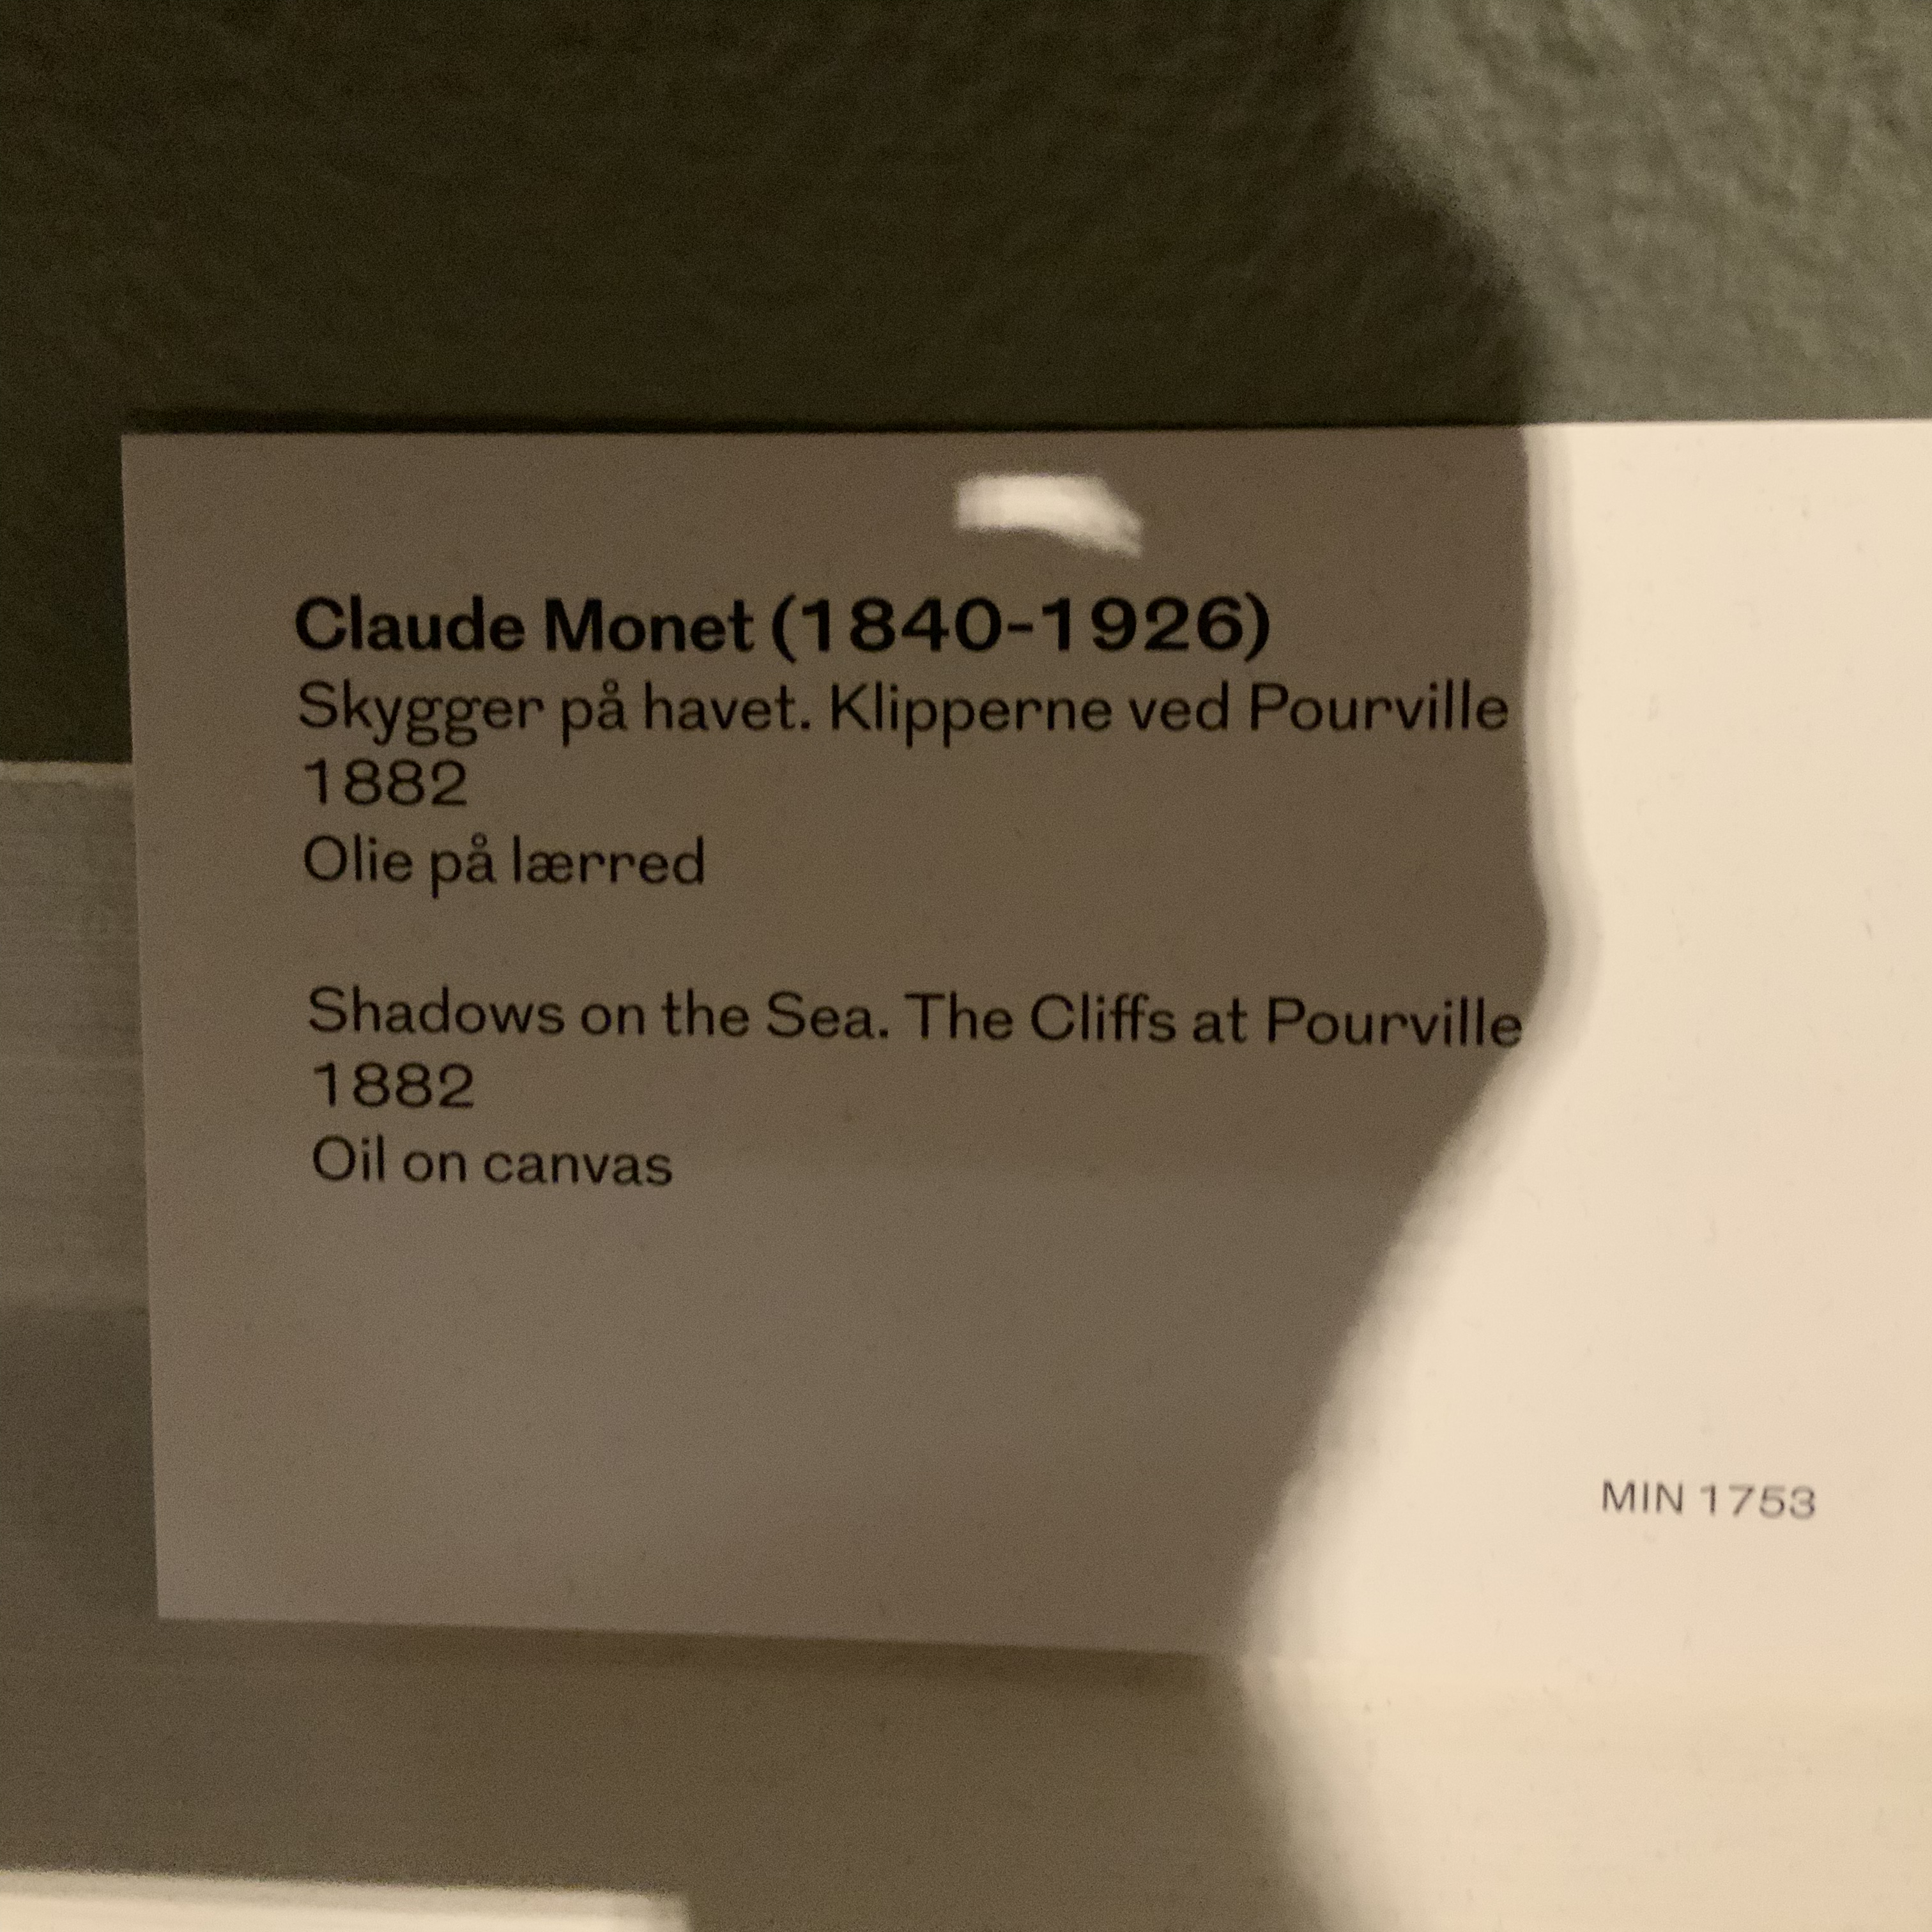 Claude Monet (1840-1926)
Skygger på havet. Klipperne ved Pourville
1882
Olie på lærred
Shadows on the Sea. The Cliffs at Pourville
1882
Oil on canvas
MIN 1753